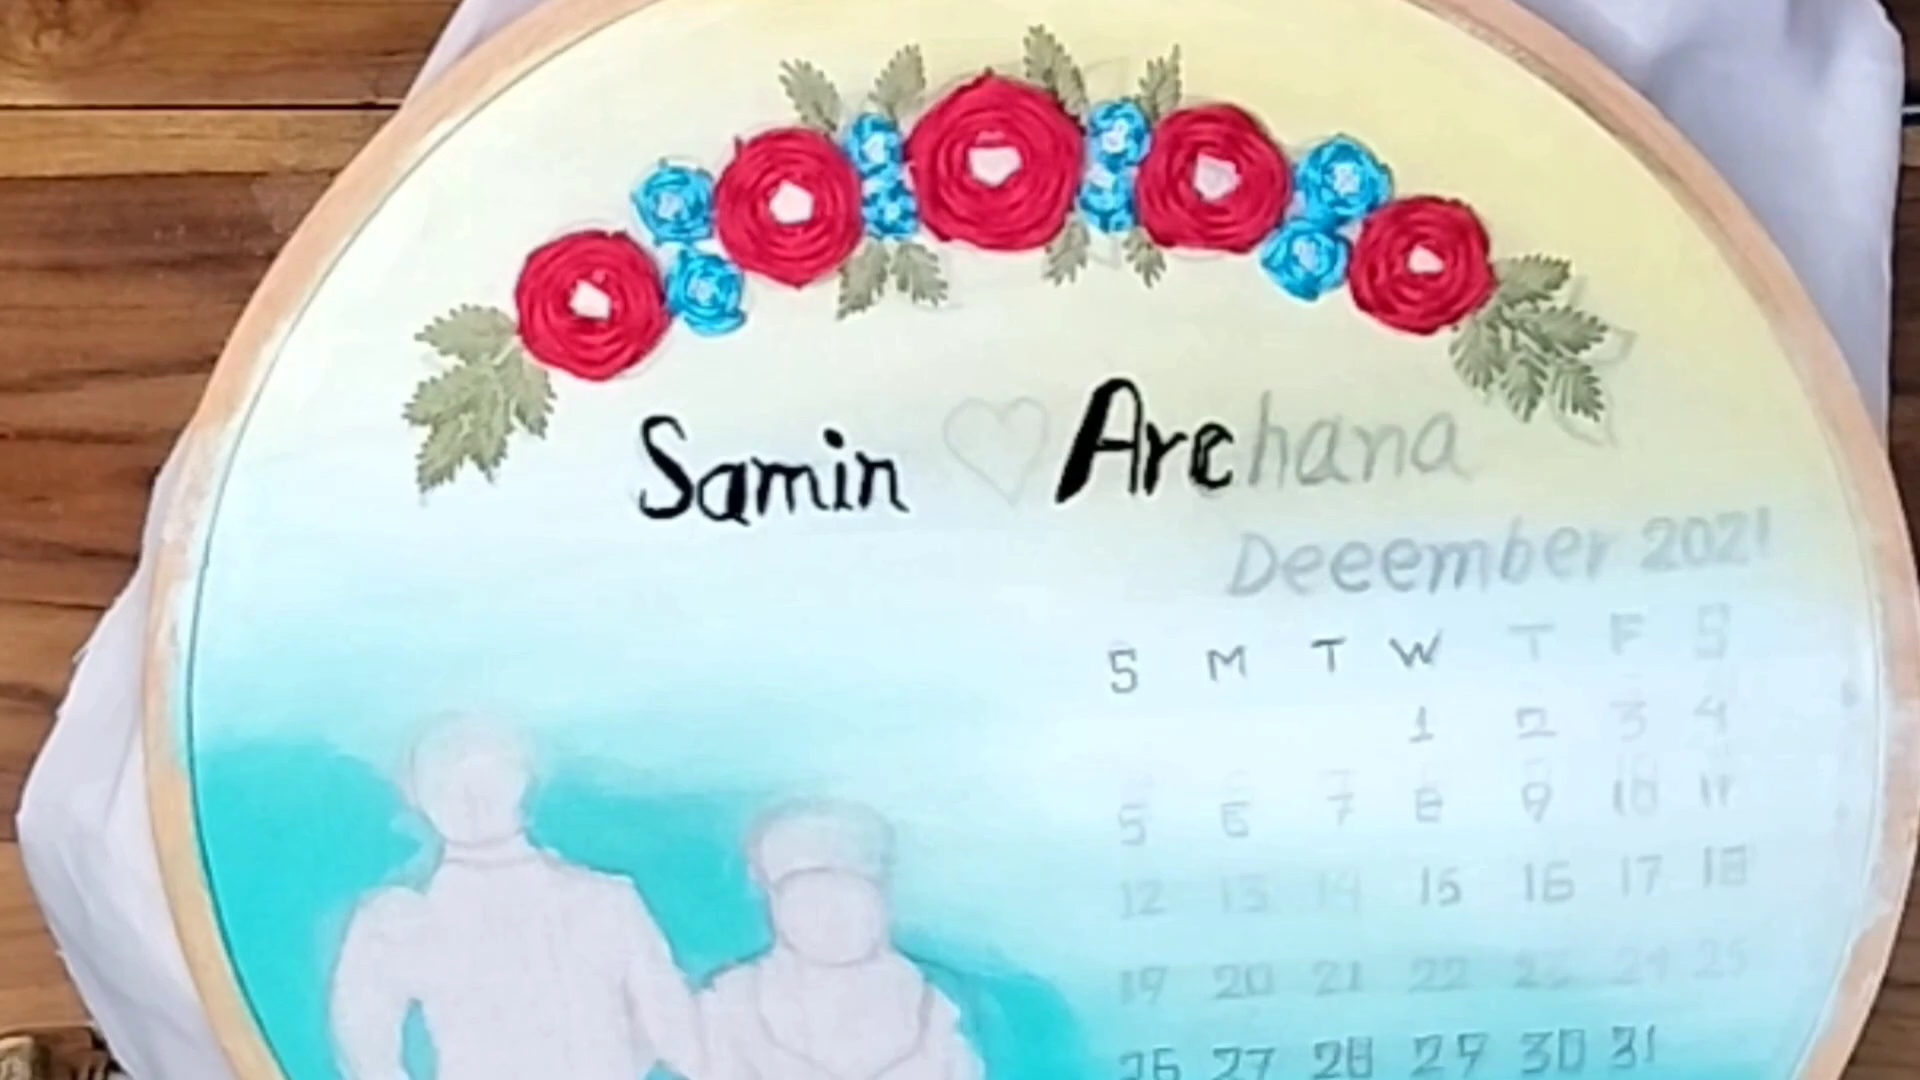 Samin Archana
December 2021
S M T W T F S
1 2 3 4
5 6 7 8 9 10 11
12 13 14 15 16 17 18
19 20 21 22 23 24 25
26 27 28 29 30 31